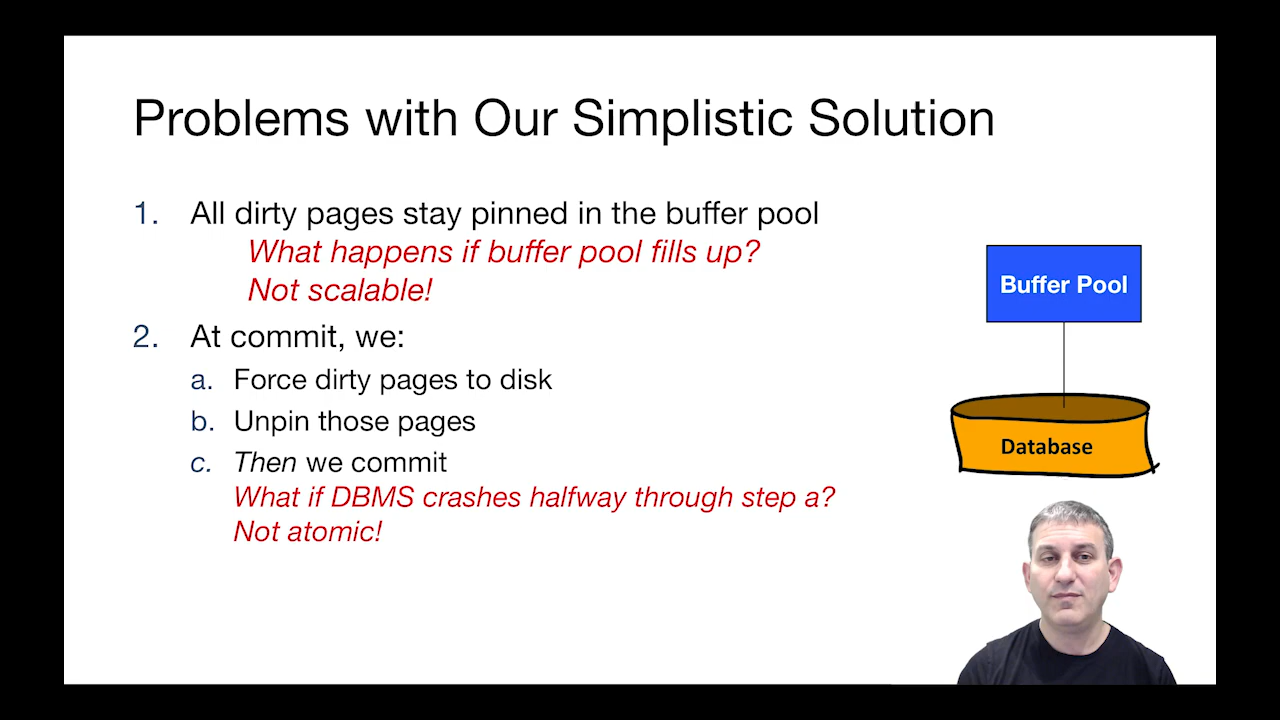 Problems with Our Simplistic Solution
1. All dirty pages stay pinned in the buffer pool
What happens if buffer pool fills up?
Not scalable!
2. At commit, we:
a. Force dirty pages to disk
b. Unpin those pages
c. Then we commit
What if DBMS crashes halfway through step a?
Not atomic!
Buffer Pool
Database